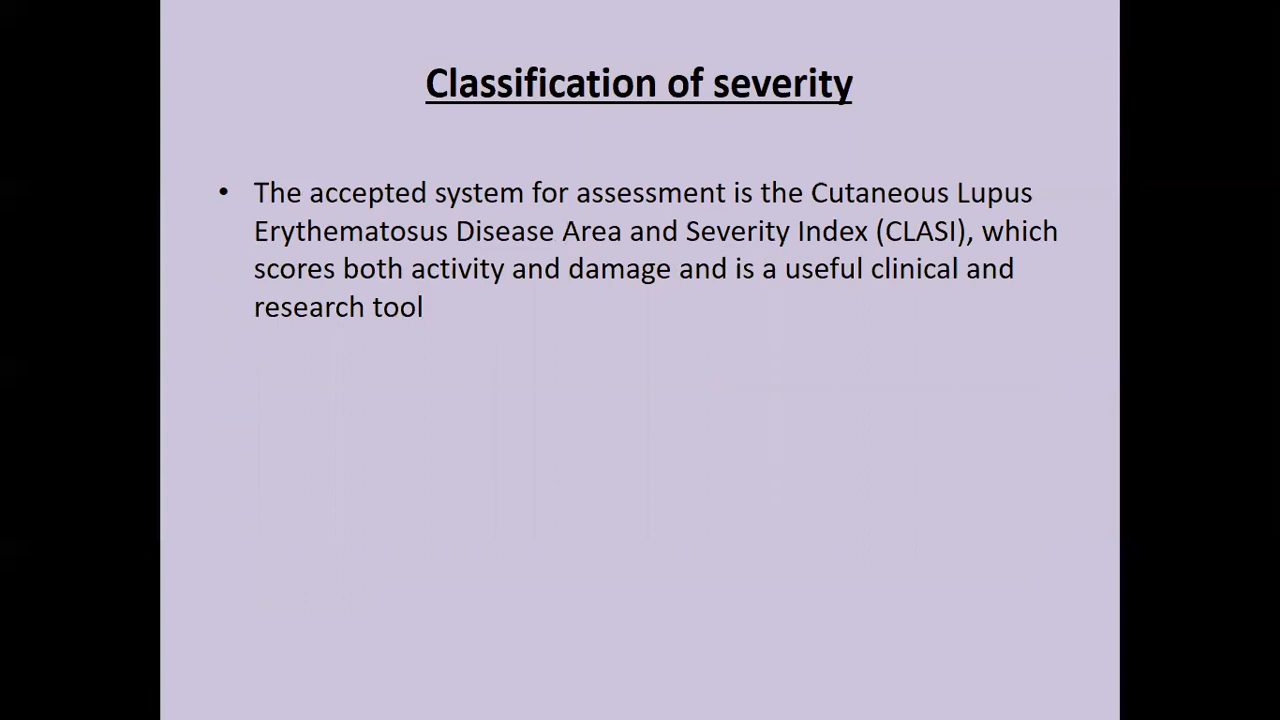 Classification of severity
• The accepted system for assessment is the Cutaneous Lupus
Erythematosus Disease Area and Severity Index (CLASI), which
scores both activity and damage and is a useful clinical and
research tool